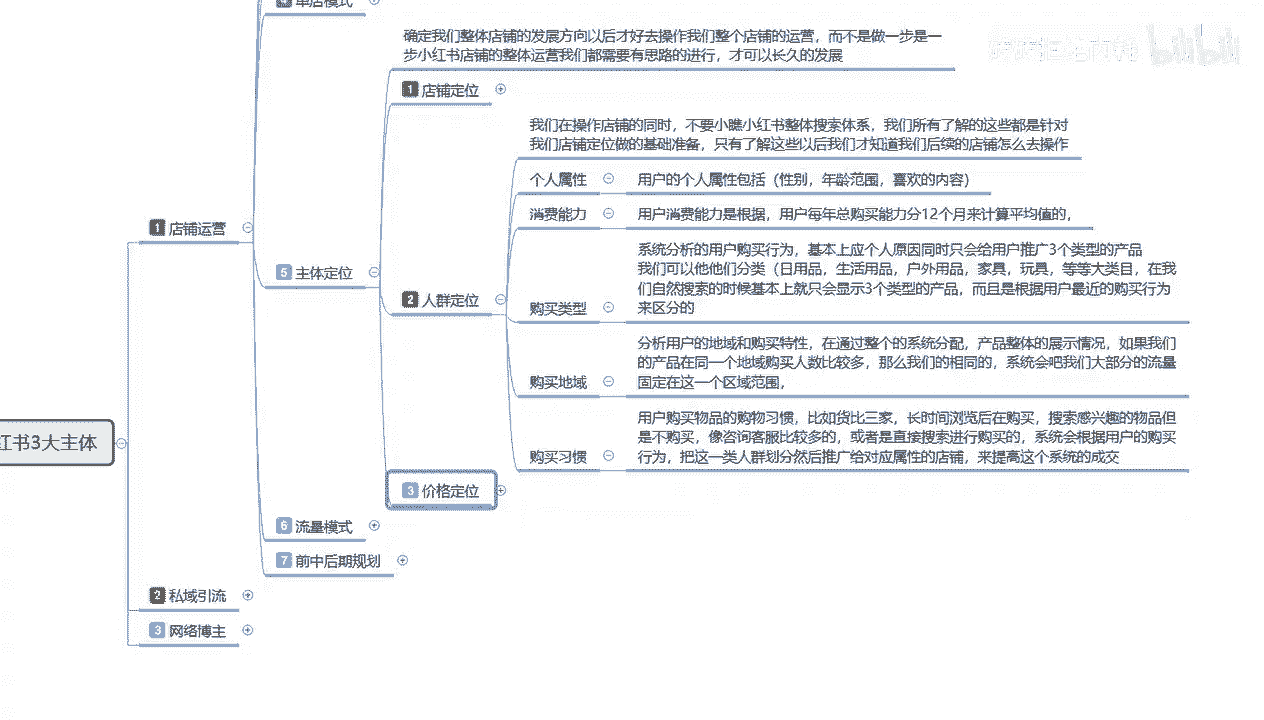 4 单店模式
确定我们整体店铺的发展方向以后才好去操作我们整个店铺的运营，而不是做一步是一
步小红书店铺的整体运营我们都需要有思路的进行，才可以长久的发展
1 店铺定位
我们在操作店铺的同时，不要小瞧小红书整体搜索体系，我们所有了解的这些都是针对
我们店铺定位做的基础准备，只有了解这些以后我们才知道我们后续的店铺怎么去操作
个人属性
用户的个人属性包括（性别，年龄范围，喜欢的内容）
消费能力
用户消费能力是根据，用户每年总购买能力分12个月来计算平均值的，
1 店铺运营
5 主体定位
2 人群定位
购买类型
系统分析的用户购买行为，基本上应个人原因同时只会给用户推广3个类型的产品
我们可以他他们分类（日用品，生活用品，户外用品，家具，玩具，等等大类目，在我
们自然搜索的时候基本上就只会显示3个类型的产品，而且是根据用户最近的购买行为
来区分的
购买地域
分析用户的地域和购买特性，在通过整个的系统分配，产品整体的展示情况，如果我们
的产品在同一个地域购买人数比较多，那么我们的相同的，系统会吧我们大部分的流量
固定在这一个区域范围，
购买习惯
用户购买物品的购物习惯，比如货比三家，长时间浏览后在购买，搜索感兴趣的物品但
是不购买，像咨询客服比较多的，或者是直接搜索进行购买的，系统会根据用户的购买
行为，把这一类人群划分然后推广给对应属性的店铺，来提高这个系统的成交
红书3大主体
3 价格定位
6 流量模式
7 前中后期规划
2 私域引流
3 网络博主
bilibili